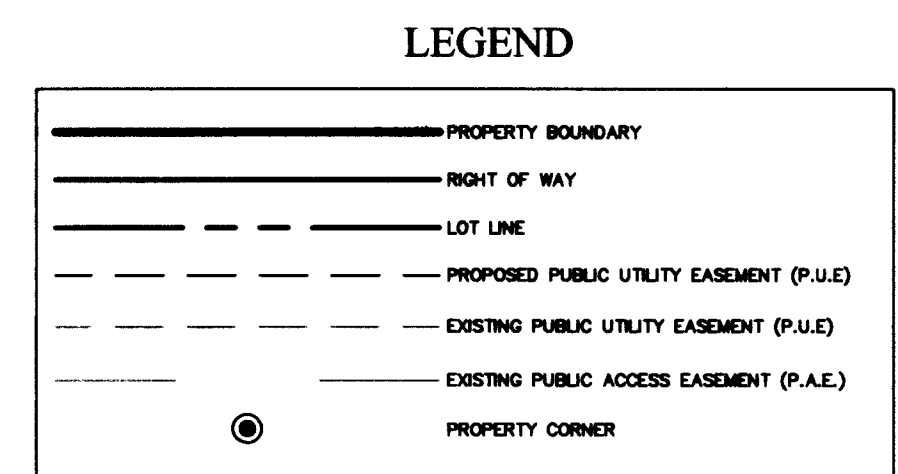 LEGEND
PROPERTY BOUNDARY
RIGHT OF WAY
LOT LINE
PROPOSED PUBLIC UTILITY EASEMENT (P.U.E)
EXISTING PUBLIC UTILITY EASEMENT (P.U.E)
EXISTING PUBLIC ACCESS EASEMENT (P.A.E.)
PROPERTY CORNER